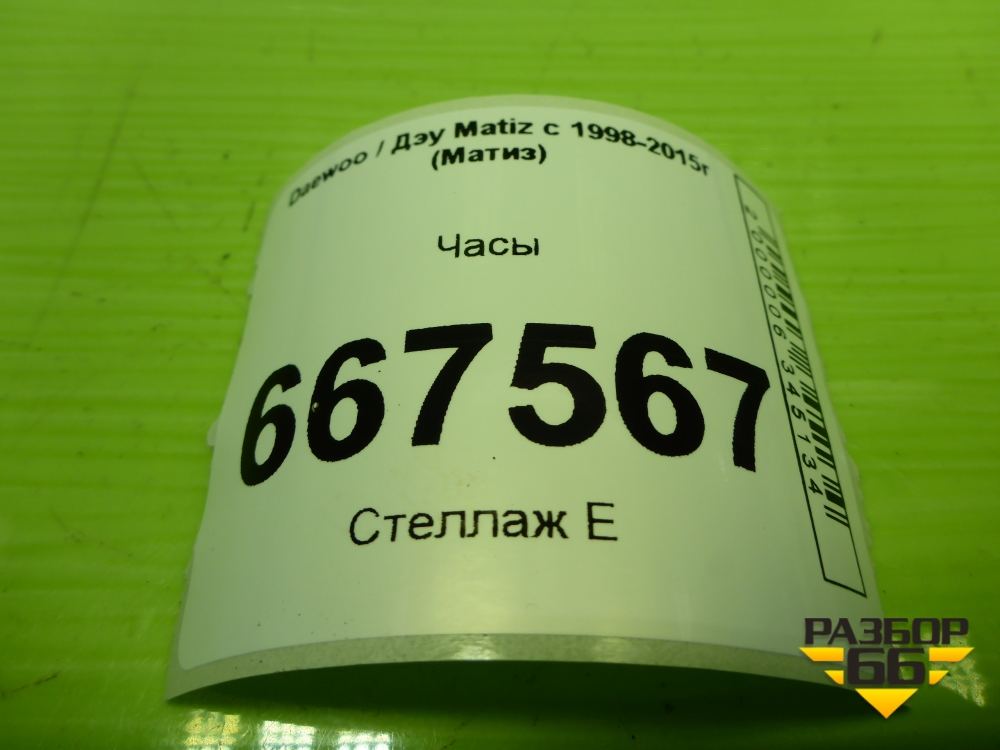 Daewoo / Дэу Matiz с 1998-2015г
(Матиз)
Часы
667567
Стеллаж Е
2000006345134
РАЗБОР
66